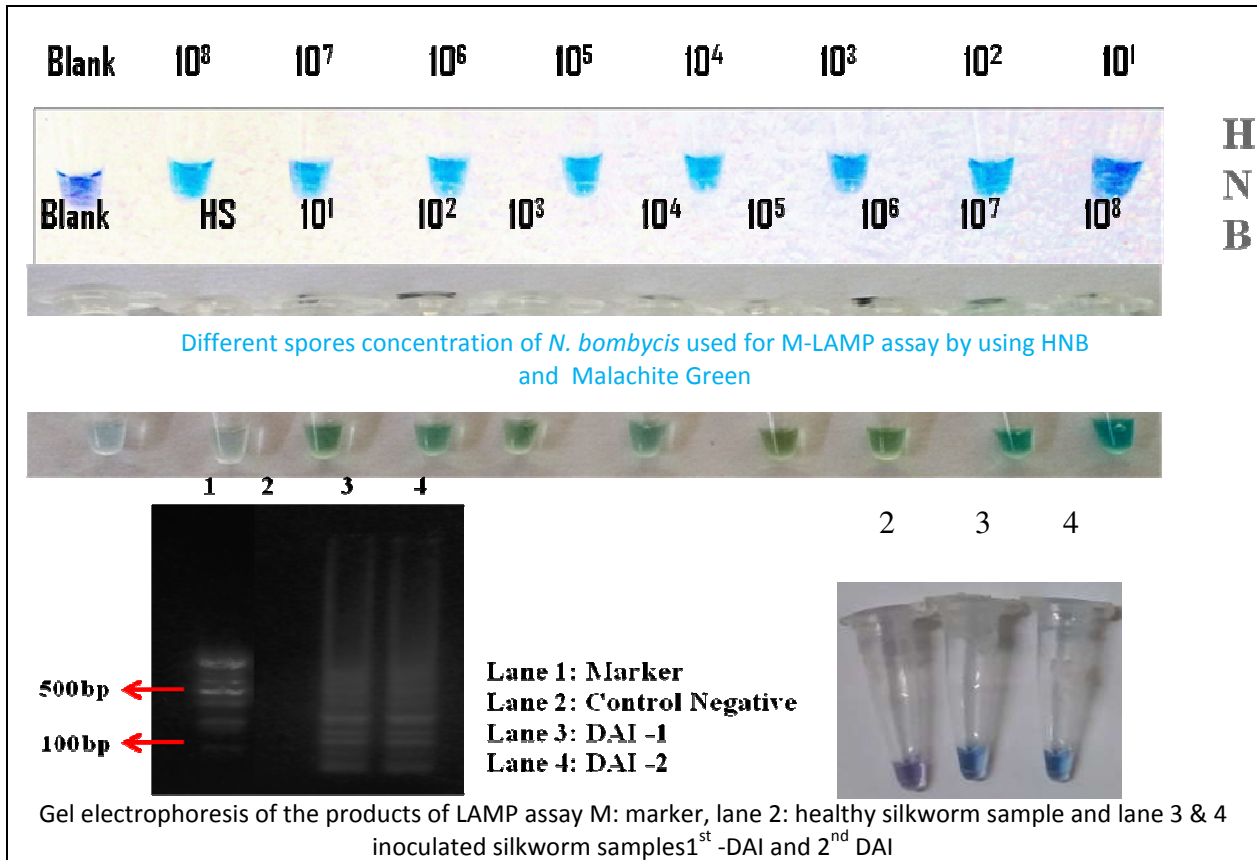 Blank 10⁸ 10⁷ 10⁶ 10⁵ 10⁴ 10³ 10² 10¹
H
N
B
Blank HS 10¹ 10² 10³ 10⁴ 10⁵ 10⁶ 10⁷ 10⁸
Different spores concentration of N. bombycis used for M-LAMP assay by using HNB
and Malachite Green
1 2 3 4
2 3 4
500bp
100bp
Lane 1: Marker
Lane 2: Control Negative
Lane 3: DAI -1
Lane 4: DAI -2
Gel electrophoresis of the products of LAMP assay M: marker, lane 2: healthy silkworm sample and lane 3 & 4
inoculated silkworm samples1ˢᵗ -DAI and 2ⁿᵈ DAI